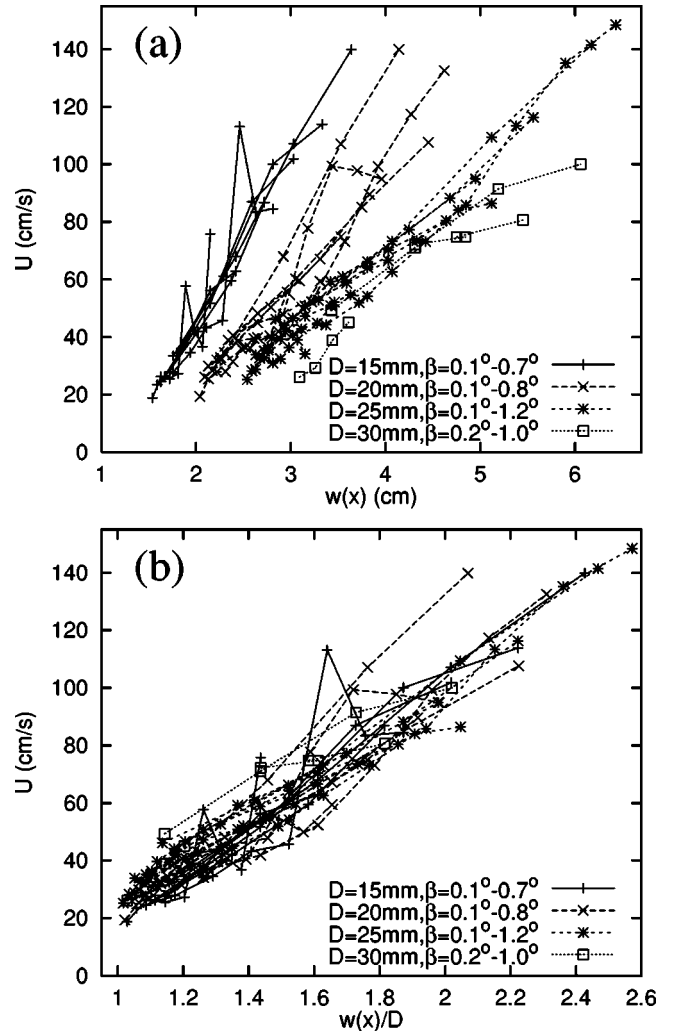 (a)
140
120
100
80
60
40
20
0
U (cm/s)
D=15mm,β=0.1°-0.7°
D=20mm,β=0.1°-0.8°
D=25mm,β=0.1°-1.2°
D=30mm,β=0.2°-1.0°
1 2 3 4 5 6
w(x) (cm)
(b)
140
120
100
80
60
40
20
0
U (cm/s)
D=15mm,β=0.1°-0.7°
D=20mm,β=0.1°-0.8°
D=25mm,β=0.1°-1.2°
D=30mm,β=0.2°-1.0°
1 1.2 1.4 1.6 1.8 2 2.2 2.4 2.6
w(x)/D